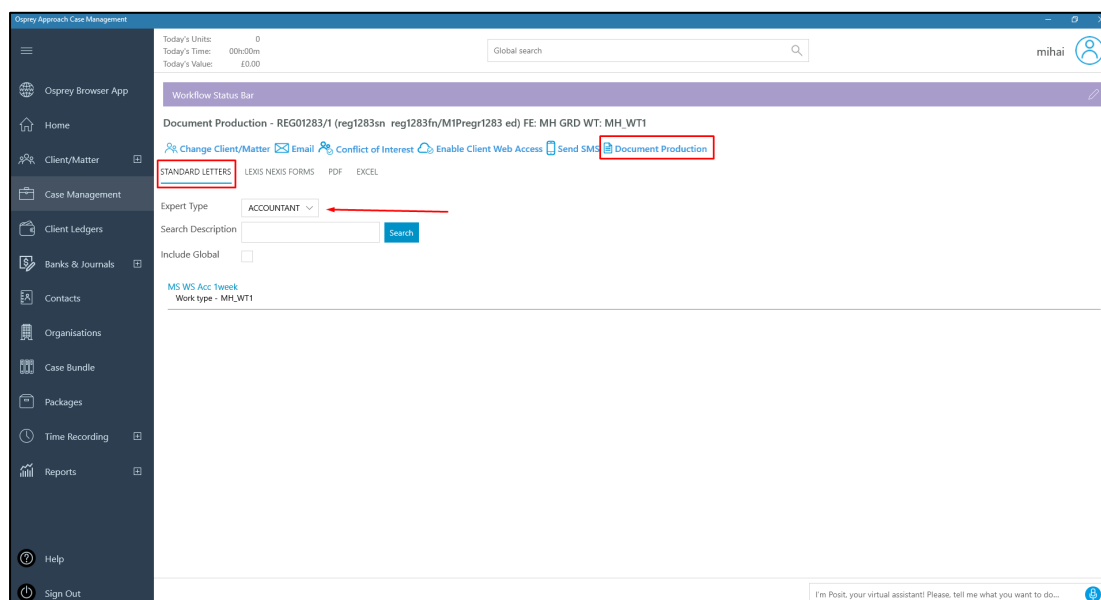 Osprey Approach Case Management
Today's Units: 0
Today's Time: 00h:00m
Today's Value: £0.00
Global search
mihai
Osprey Browser App
Home
Client/Matter
Case Management
Client Ledgers
Banks & Journals
Contacts
Organisations
Case Bundle
Packages
Time Recording
Reports
Help
Sign Out
Workflow Status Bar
Document Production - REG01283/1 (reg1283sn reg1283fn/M1Pregr1283 ed) FE: MH GRD WT: MH_WT1
Change Client/Matter Email Conflict of Interest Enable Client Web Access Send SMS Document Production
STANDARD LETTERS LEXIS NEXIS FORMS PDF EXCEL
Expert Type ACCOUNTANT
Search Description Search
Include Global
MS WS Acc 1week
Work type - MH_WT1
I'm Posit, your virtual assistant! Please, tell me what you want to do...